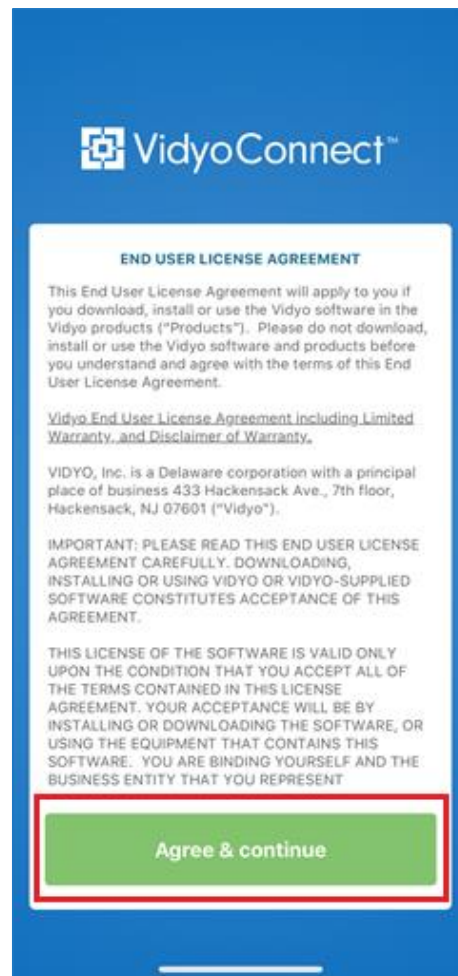 VidyoConnect™
END USER LICENSE AGREEMENT
This End User License Agreement will apply to you if
you download, install or use the Vidyo software in the
Vidyo products ("Products").  Please do not download,
install or use the Vidyo software and products before
you understand and agree with the terms of this End
User License Agreement.
Vidyo End User License Agreement including Limited
Warranty, and Disclaimer of Warranty.
VIDYO, Inc. is a Delaware corporation with a principal
place of business 433 Hackensack Ave., 7th floor,
Hackensack, NJ 07601 ("Vidyo").
IMPORTANT: PLEASE READ THIS END USER LICENSE
AGREEMENT CAREFULLY. DOWNLOADING,
INSTALLING OR USING VIDYO OR VIDYO-SUPPLIED
SOFTWARE CONSTITUTES ACCEPTANCE OF THIS
AGREEMENT.
THIS LICENSE OF THE SOFTWARE IS VALID ONLY
UPON THE CONDITION THAT YOU ACCEPT ALL OF
THE TERMS CONTAINED IN THIS LICENSE
AGREEMENT. YOUR ACCEPTANCE WILL BE BY
INSTALLING OR DOWNLOADING THE SOFTWARE, OR
USING THE EQUIPMENT THAT CONTAINS THIS
SOFTWARE.  YOU ARE BINDING YOURSELF AND THE
BUSINESS ENTITY THAT YOU REPRESENT
Agree & continue